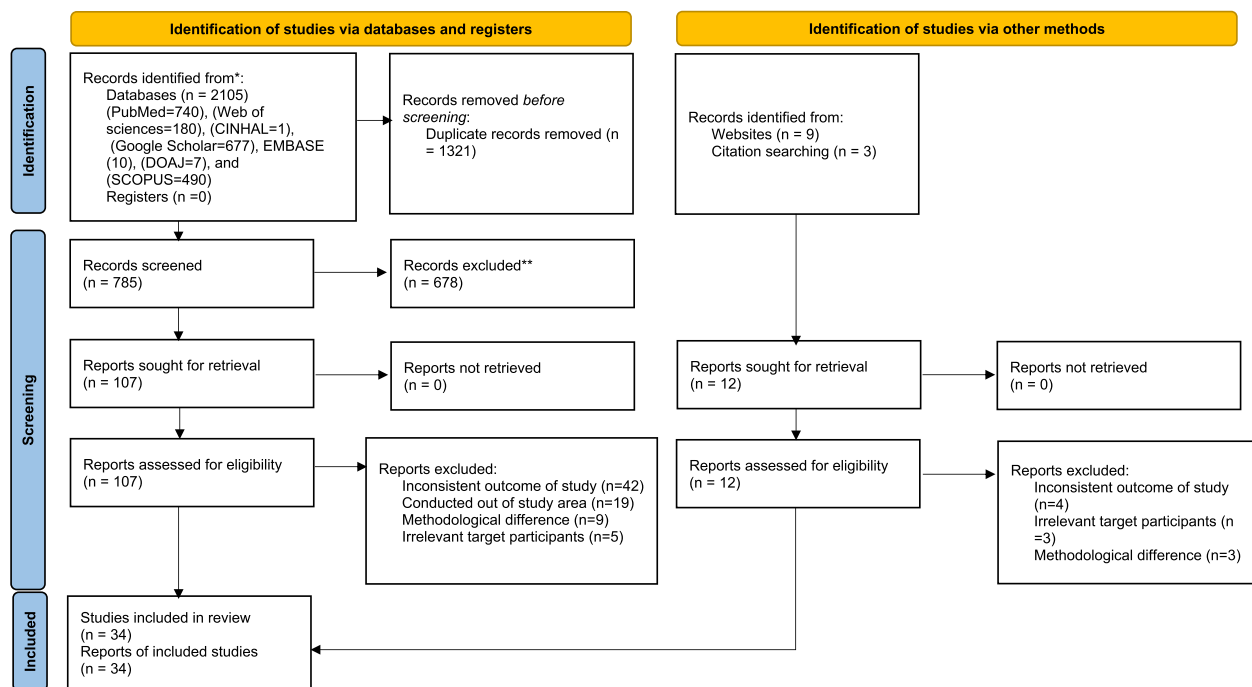 Identification of studies via databases and registers
Identification of studies via other methods
Identification
Records identified from*:
Databases (n = 2105)
(PubMed=740), (Web of
sciences=180), (CINHAL=1),
(Google Scholar=677), EMBASE
(10), (DOAJ=7), and
(SCOPUS=490)
Registers (n =0)
Records removed before
screening:
Duplicate records removed (n
= 1321)
Records identified from:
Websites (n = 9)
Citation searching (n = 3)
Screening
Records screened
(n = 785)
Records excluded**
(n = 678)
Reports sought for retrieval
(n = 107)
Reports not retrieved
(n = 0)
Reports sought for retrieval
(n = 12)
Reports not retrieved
(n = 0)
Reports assessed for eligibility
(n = 107)
Reports excluded:
Inconsistent outcome of study (n=42)
Conducted out of study area (n=19)
Methodological difference (n=9)
Irrelevant target participants (n=5)
Reports assessed for eligibility
(n = 12)
Reports excluded:
Inconsistent outcome of study
(n=4)
Irrelevant target participants (n
=3)
Methodological difference (n=3)
Included
Studies included in review
(n = 34)
Reports of included studies
(n = 34)